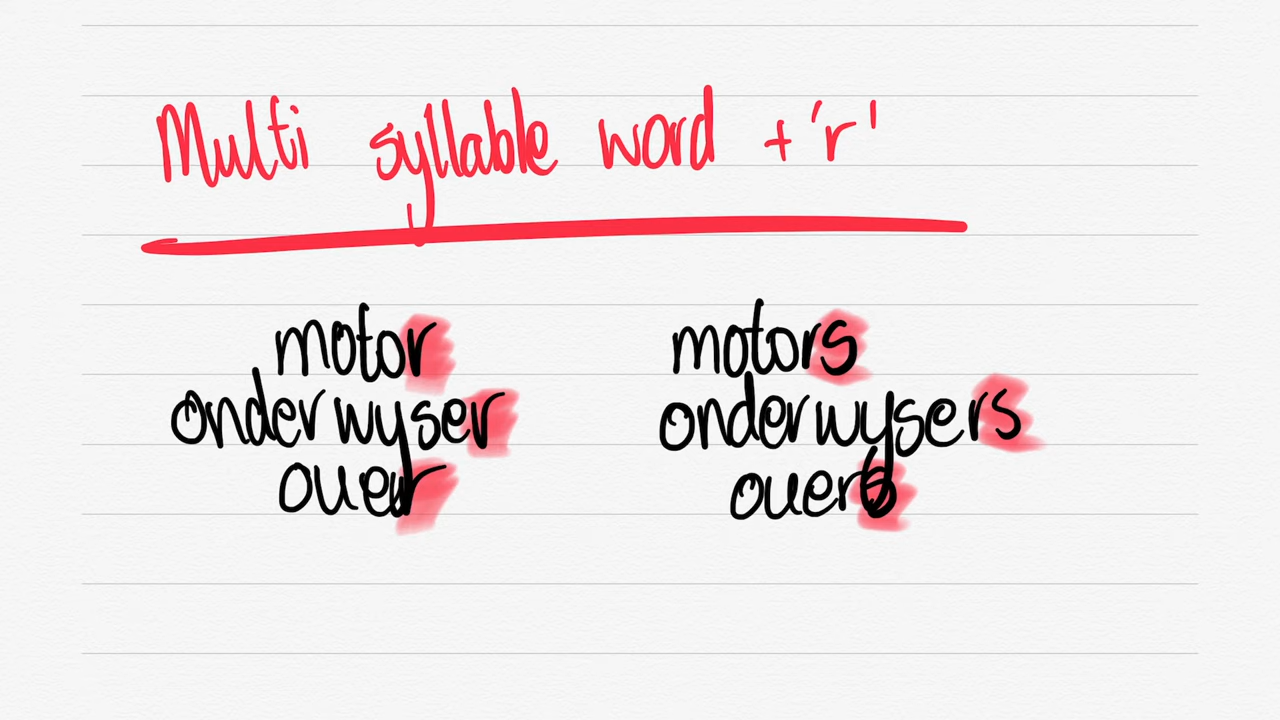 Multi syllable word + 'r'
motor motors
onderwyser onderwysers
ouer ouers